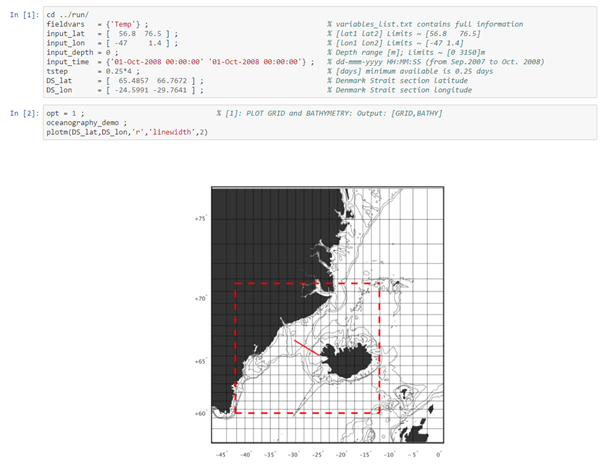 In [1]: cd ../run/
fieldvars = {'Temp'} ; % variables_list.txt contains full information
input_lat = [ 56.8 76.5 ] ; % [lat1 lat2] Limits ~ [56.8 76.5]
input_lon = [ -47 1.4 ] ; % [lon1 lon2] Limits ~ [-47 1.4]
input_depth = 0 ; % Depth range [m]; Limits ~ [0 3150]m
input_time = {'01-Oct-2008 00:00:00' '01-Oct-2008 00:00:00'} ; % dd-mmm-yyyy HH:MM:SS (from Sep.2007 to Oct. 2008)
tstep = 0.25*4 ; % [days] minimum available is 0.25 days
DS_lat = [ 65.4857 66.7672 ] ; % Denmark Strait section latitude
DS_lon = [ -24.5991 -29.7641 ] ; % Denmark Strait section longitude
In [2]: opt = 1 ; % [1]: PLOT GRID and BATHYMETRY: Output: [GRID,BATHY]
oceanography_demo ;
plotm(DS_lat,DS_lon,'r','linewidth',2)
+75°
+70°
+65°
+60°
-45° -40° -35° -30° -25° -20° -15° -10° -5° 0°